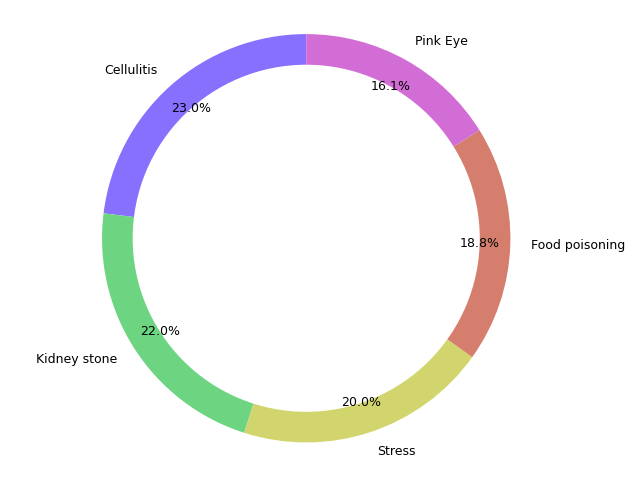 Pink Eye
16.1%
Cellulitis
23.0%
18.8%
Food poisoning
22.0%
Kidney stone
20.0%
Stress